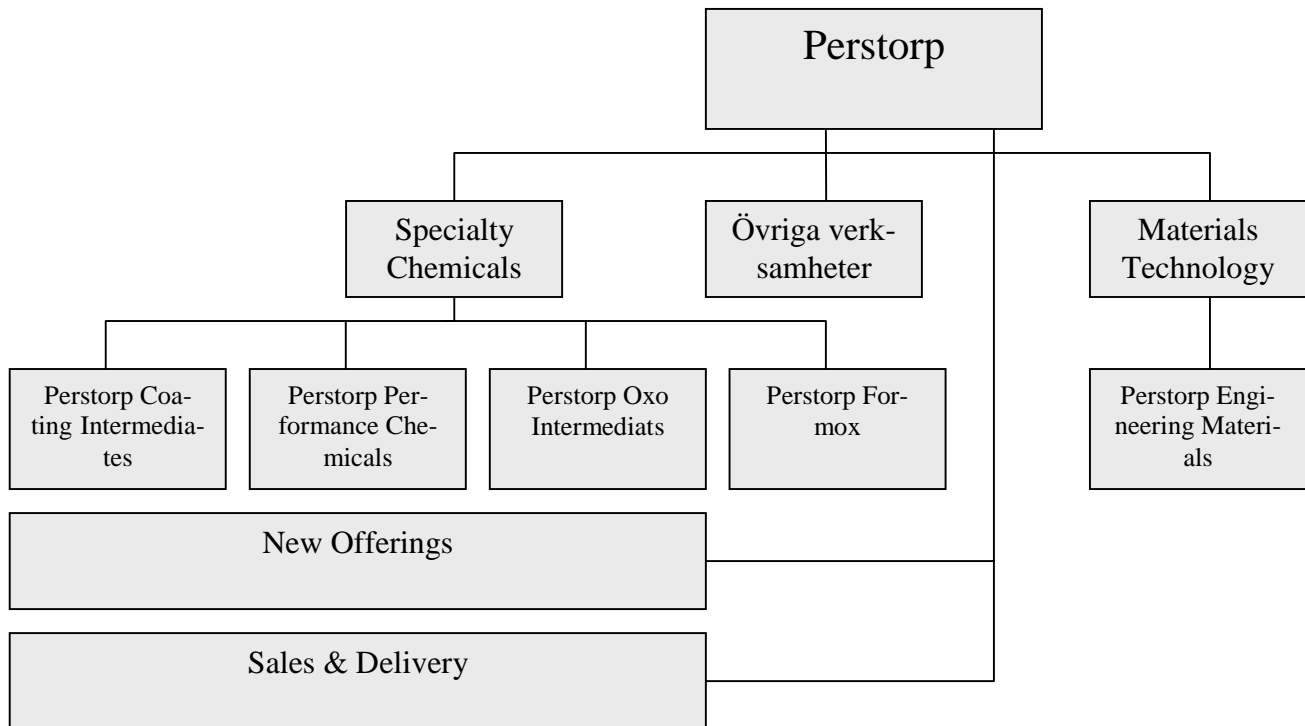 Perstorp
Specialty
Chemicals
Övriga verk-
samheter
Materials
Technology
Perstorp Coa-
ting Intermedia-
tes
Perstorp Per-
formance Che-
micals
Perstorp Oxo
Intermediats
Perstorp For-
mox
Perstorp Engi-
neering Materi-
als
New Offerings
Sales & Delivery